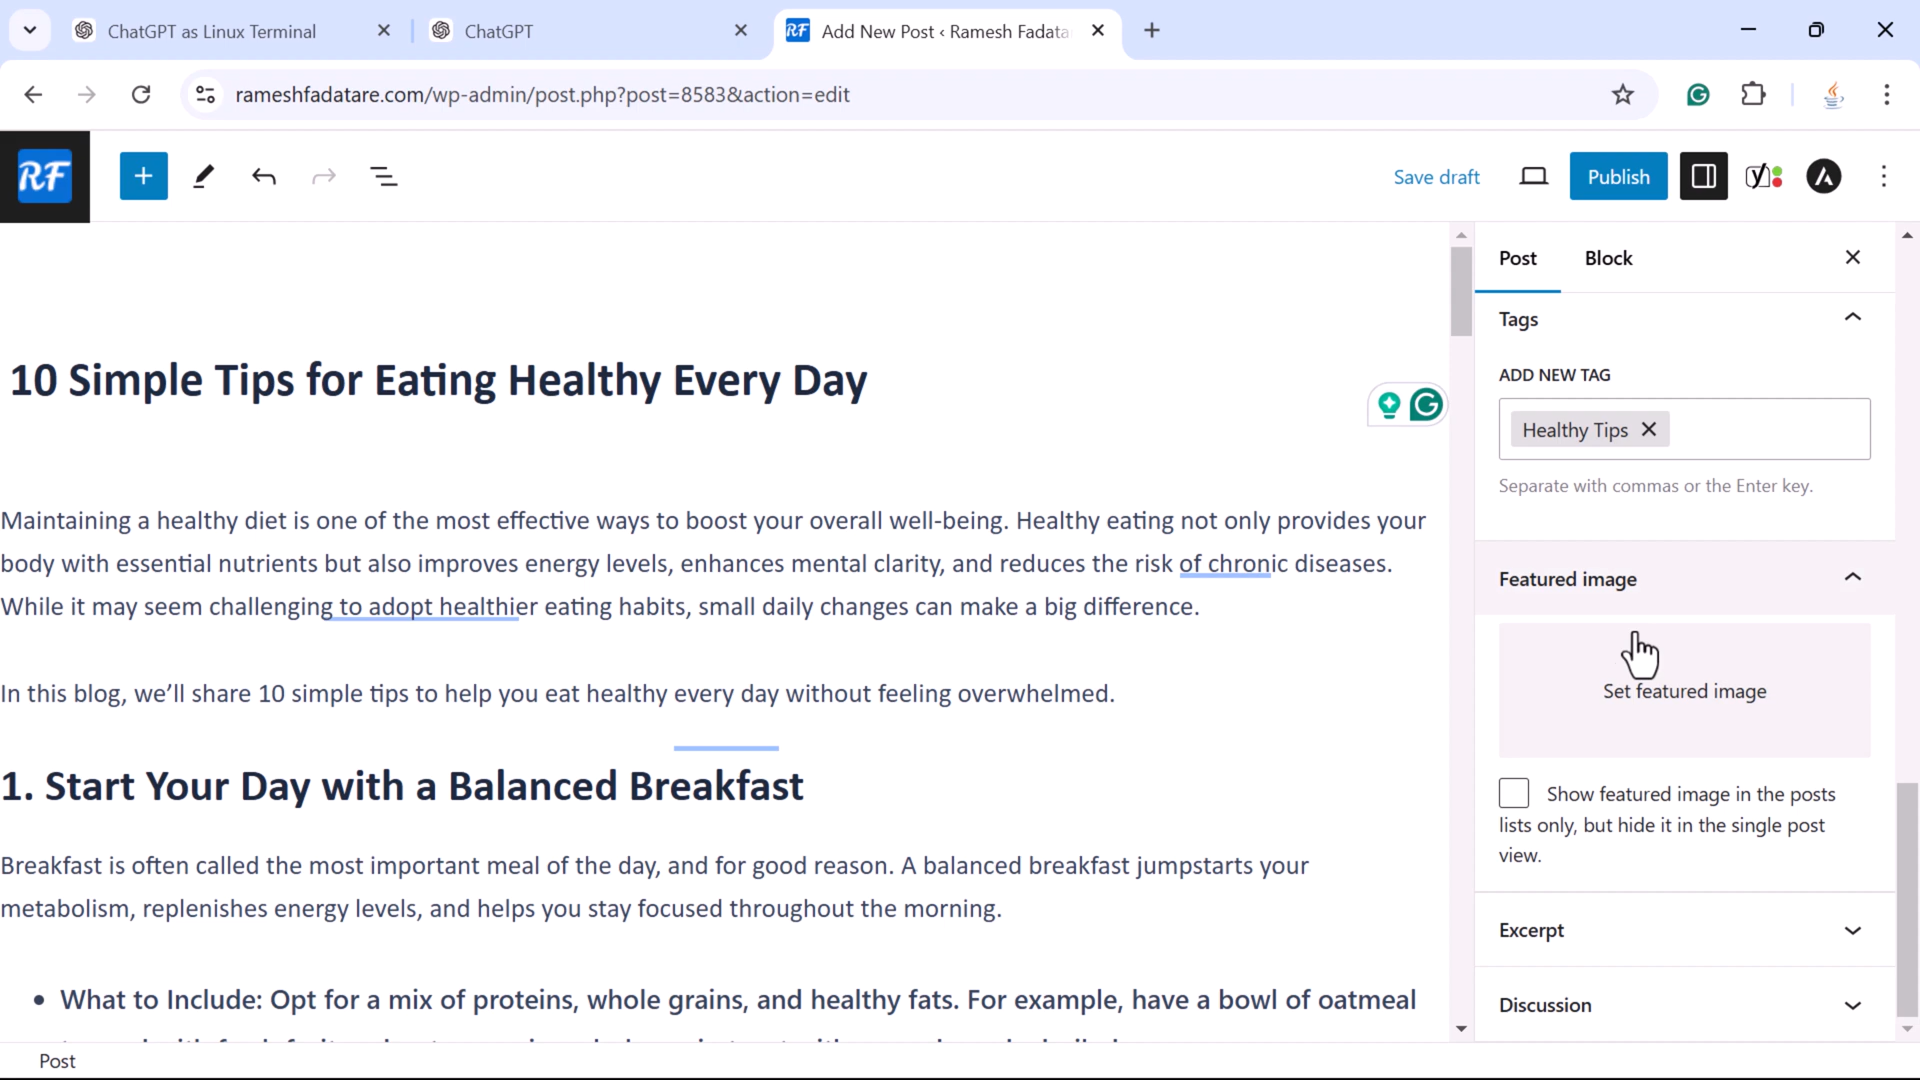 ChatGPT as Linux Terminal
ChatGPT
RF
Add New Post ‹ Ramesh Fadata
rameshfadatare.com/wp-admin/post.php?post=8583&action=edit
RF
Save draft
Publish
Post
Block
Tags
ADD NEW TAG
Healthy Tips
Separate with commas or the Enter key.
Featured image
Set featured image
Show featured image in the posts
lists only, but hide it in the single post
view.
Excerpt
Discussion
10 Simple Tips for Eating Healthy Every Day
Maintaining a healthy diet is one of the most effective ways to boost your overall well-being. Healthy eating not only provides your
body with essential nutrients but also improves energy levels, enhances mental clarity, and reduces the risk of chronic diseases.
While it may seem challenging to adopt healthier eating habits, small daily changes can make a big difference.
In this blog, we’ll share 10 simple tips to help you eat healthy every day without feeling overwhelmed.
1. Start Your Day with a Balanced Breakfast
Breakfast is often called the most important meal of the day, and for good reason. A balanced breakfast jumpstarts your
metabolism, replenishes energy levels, and helps you stay focused throughout the morning.
• What to Include: Opt for a mix of proteins, whole grains, and healthy fats. For example, have a bowl of oatmeal
Post